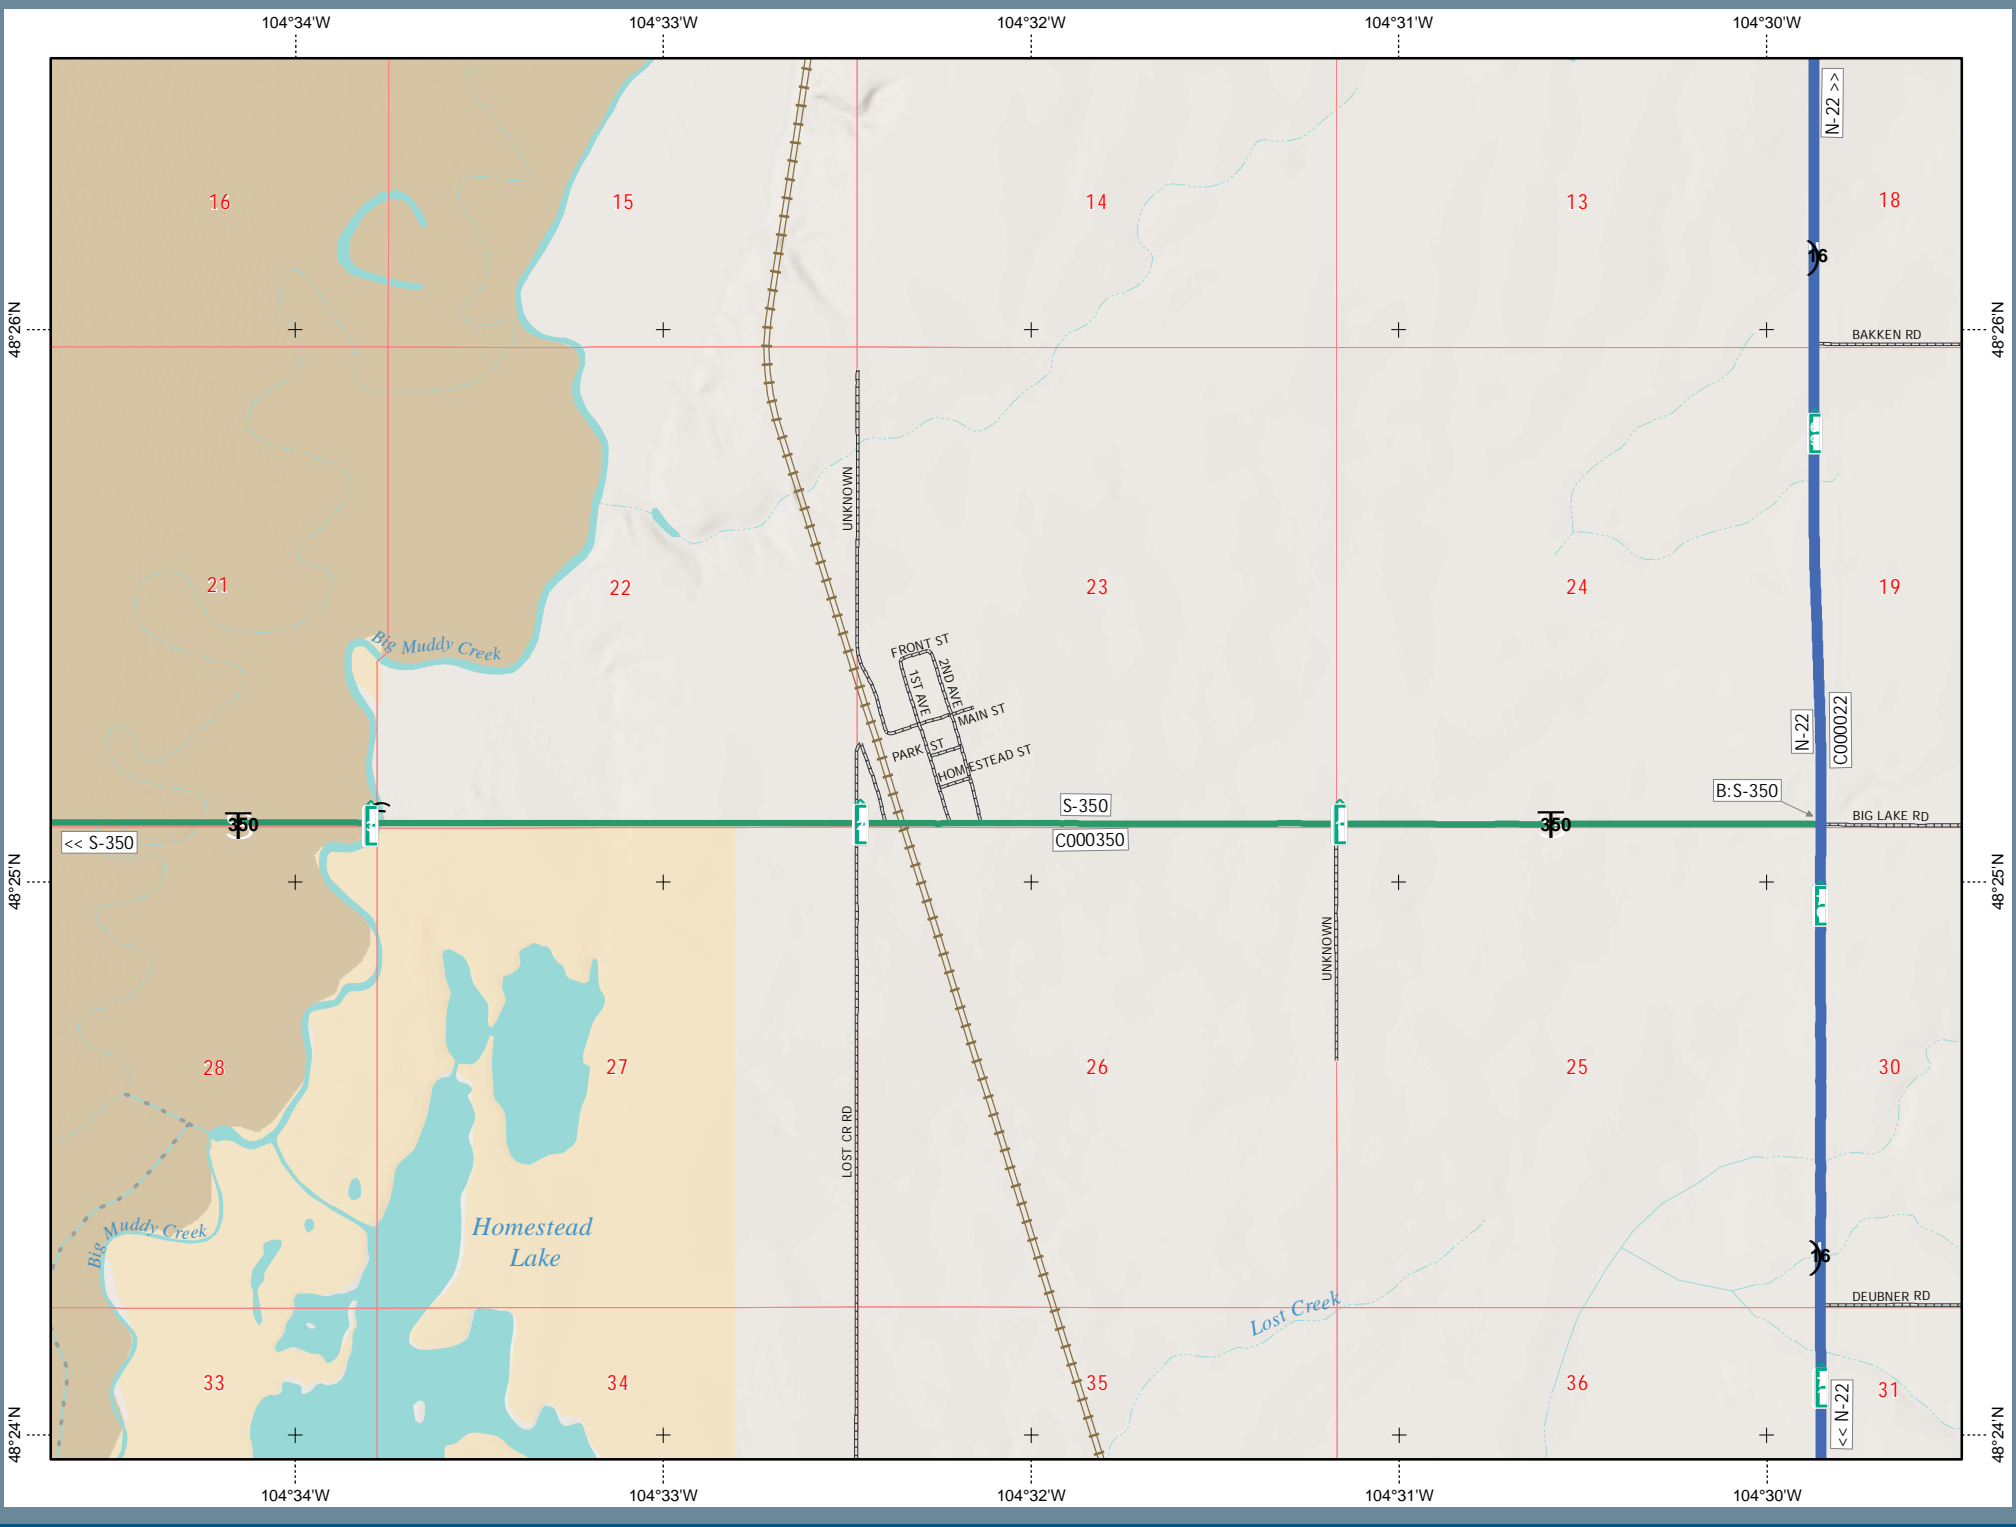 104°34'W
104°33'W
104°32'W
104°31'W
104°30'W
N-22 >>
16
15
14
13
18
16
48°26'N
48°26'N
BAKKEN RD
UNKNOWN
21
22
23
24
19
Big Muddy Creek
FRONT ST
1ST AVE
2ND AVE
MAIN ST
PARK ST
HOMESTEAD ST
N-22
C000022
B:S-350
S-350
350
350
BIG LAKE RD
<< S-350
C000350
48°25'N
48°25'N
UNKNOWN
28
27
26
25
30
LOST CR RD
Big Muddy Creek
Homestead
Lake
16
Lost Creek
DEUBNER RD
33
34
35
36
31
<< N-22
48°24'N
48°24'N
104°34'W
104°33'W
104°32'W
104°31'W
104°30'W